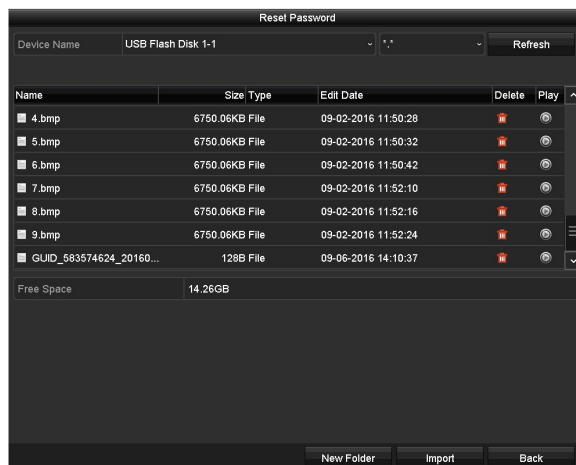 Reset Password
Device Name USB Flash Disk 1-1 *.* Refresh
Name Size Type Edit Date Delete Play
4.bmp 6750.06KB File 09-02-2016 11:50:28
5.bmp 6750.06KB File 09-02-2016 11:50:32
6.bmp 6750.06KB File 09-02-2016 11:50:42
7.bmp 6750.06KB File 09-02-2016 11:52:10
8.bmp 6750.06KB File 09-02-2016 11:52:16
9.bmp 6750.06KB File 09-02-2016 11:52:24
GUID_583574624_20160... 128B File 09-06-2016 14:10:37
Free Space 14.26GB
New Folder Import Back